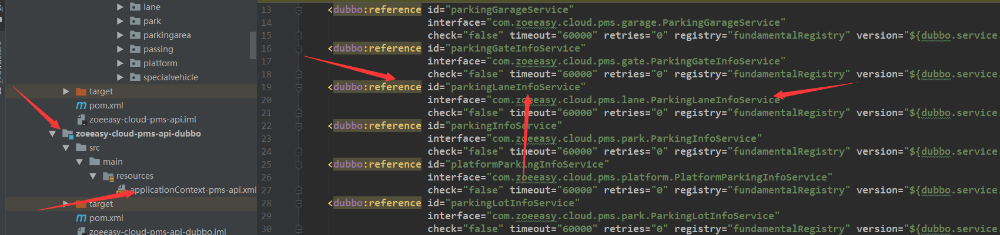 lane
park
parkingarea
passing
platform
specialvehicle
target
pom.xml
zoeeasy-cloud-pms-api.iml
zoeeasy-cloud-pms-api-dubbo
src
main
resources
applicationContext-pms-api.xml
target
pom.xml
zoeeasy-cloud-pms-api-dubbo.iml
13 <dubbo:reference id="parkingGarageService"
14 interface="com.zoeeasy.cloud.pms.garage.ParkingGarageService"
15 check="false" timeout="60000" retries="0" registry="fundamentalRegistry" version="${dubbo.service.
16 <dubbo:reference id="parkingGateInfoService"
17 interface="com.zoeeasy.cloud.pms.gate.ParkingGateInfoService"
18 check="false" timeout="60000" retries="0" registry="fundamentalRegistry" version="${dubbo.service.
19 <dubbo:reference id="parkingLaneInfoService"
20 interface="com.zoeeasy.cloud.pms.lane.ParkingLaneInfoService"
21 check="false" timeout="60000" retries="0" registry="fundamentalRegistry" version="${dubbo.service.
22 <dubbo:reference id="parkingInfoService"
23 interface="com.zoeeasy.cloud.pms.park.ParkingInfoService"
24 check="false" timeout="60000" retries="0" registry="fundamentalRegistry" version="${dubbo.service.
25 <dubbo:reference id="platformParkingInfoService"
26 interface="com.zoeeasy.cloud.pms.platform.PlatformParkingInfoService"
27 check="false" timeout="60000" retries="0" registry="fundamentalRegistry" version="${dubbo.service.
28 <dubbo:reference id="parkingLotInfoService"
29 interface="com.zoeeasy.cloud.pms.park.ParkingLotInfoService"
30 check="false" timeout="60000" retries="0" registry="fundamentalRegistry" version="${dubbo.service.